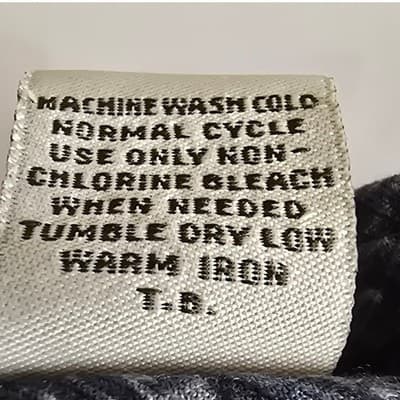 MACHINE WASH COLD
NORMAL CYCLE
USE ONLY NON-
CHLORINE BLEACH
WHEN NEEDED
TUMBLE DRY LOW
WARM IRON
T.B.